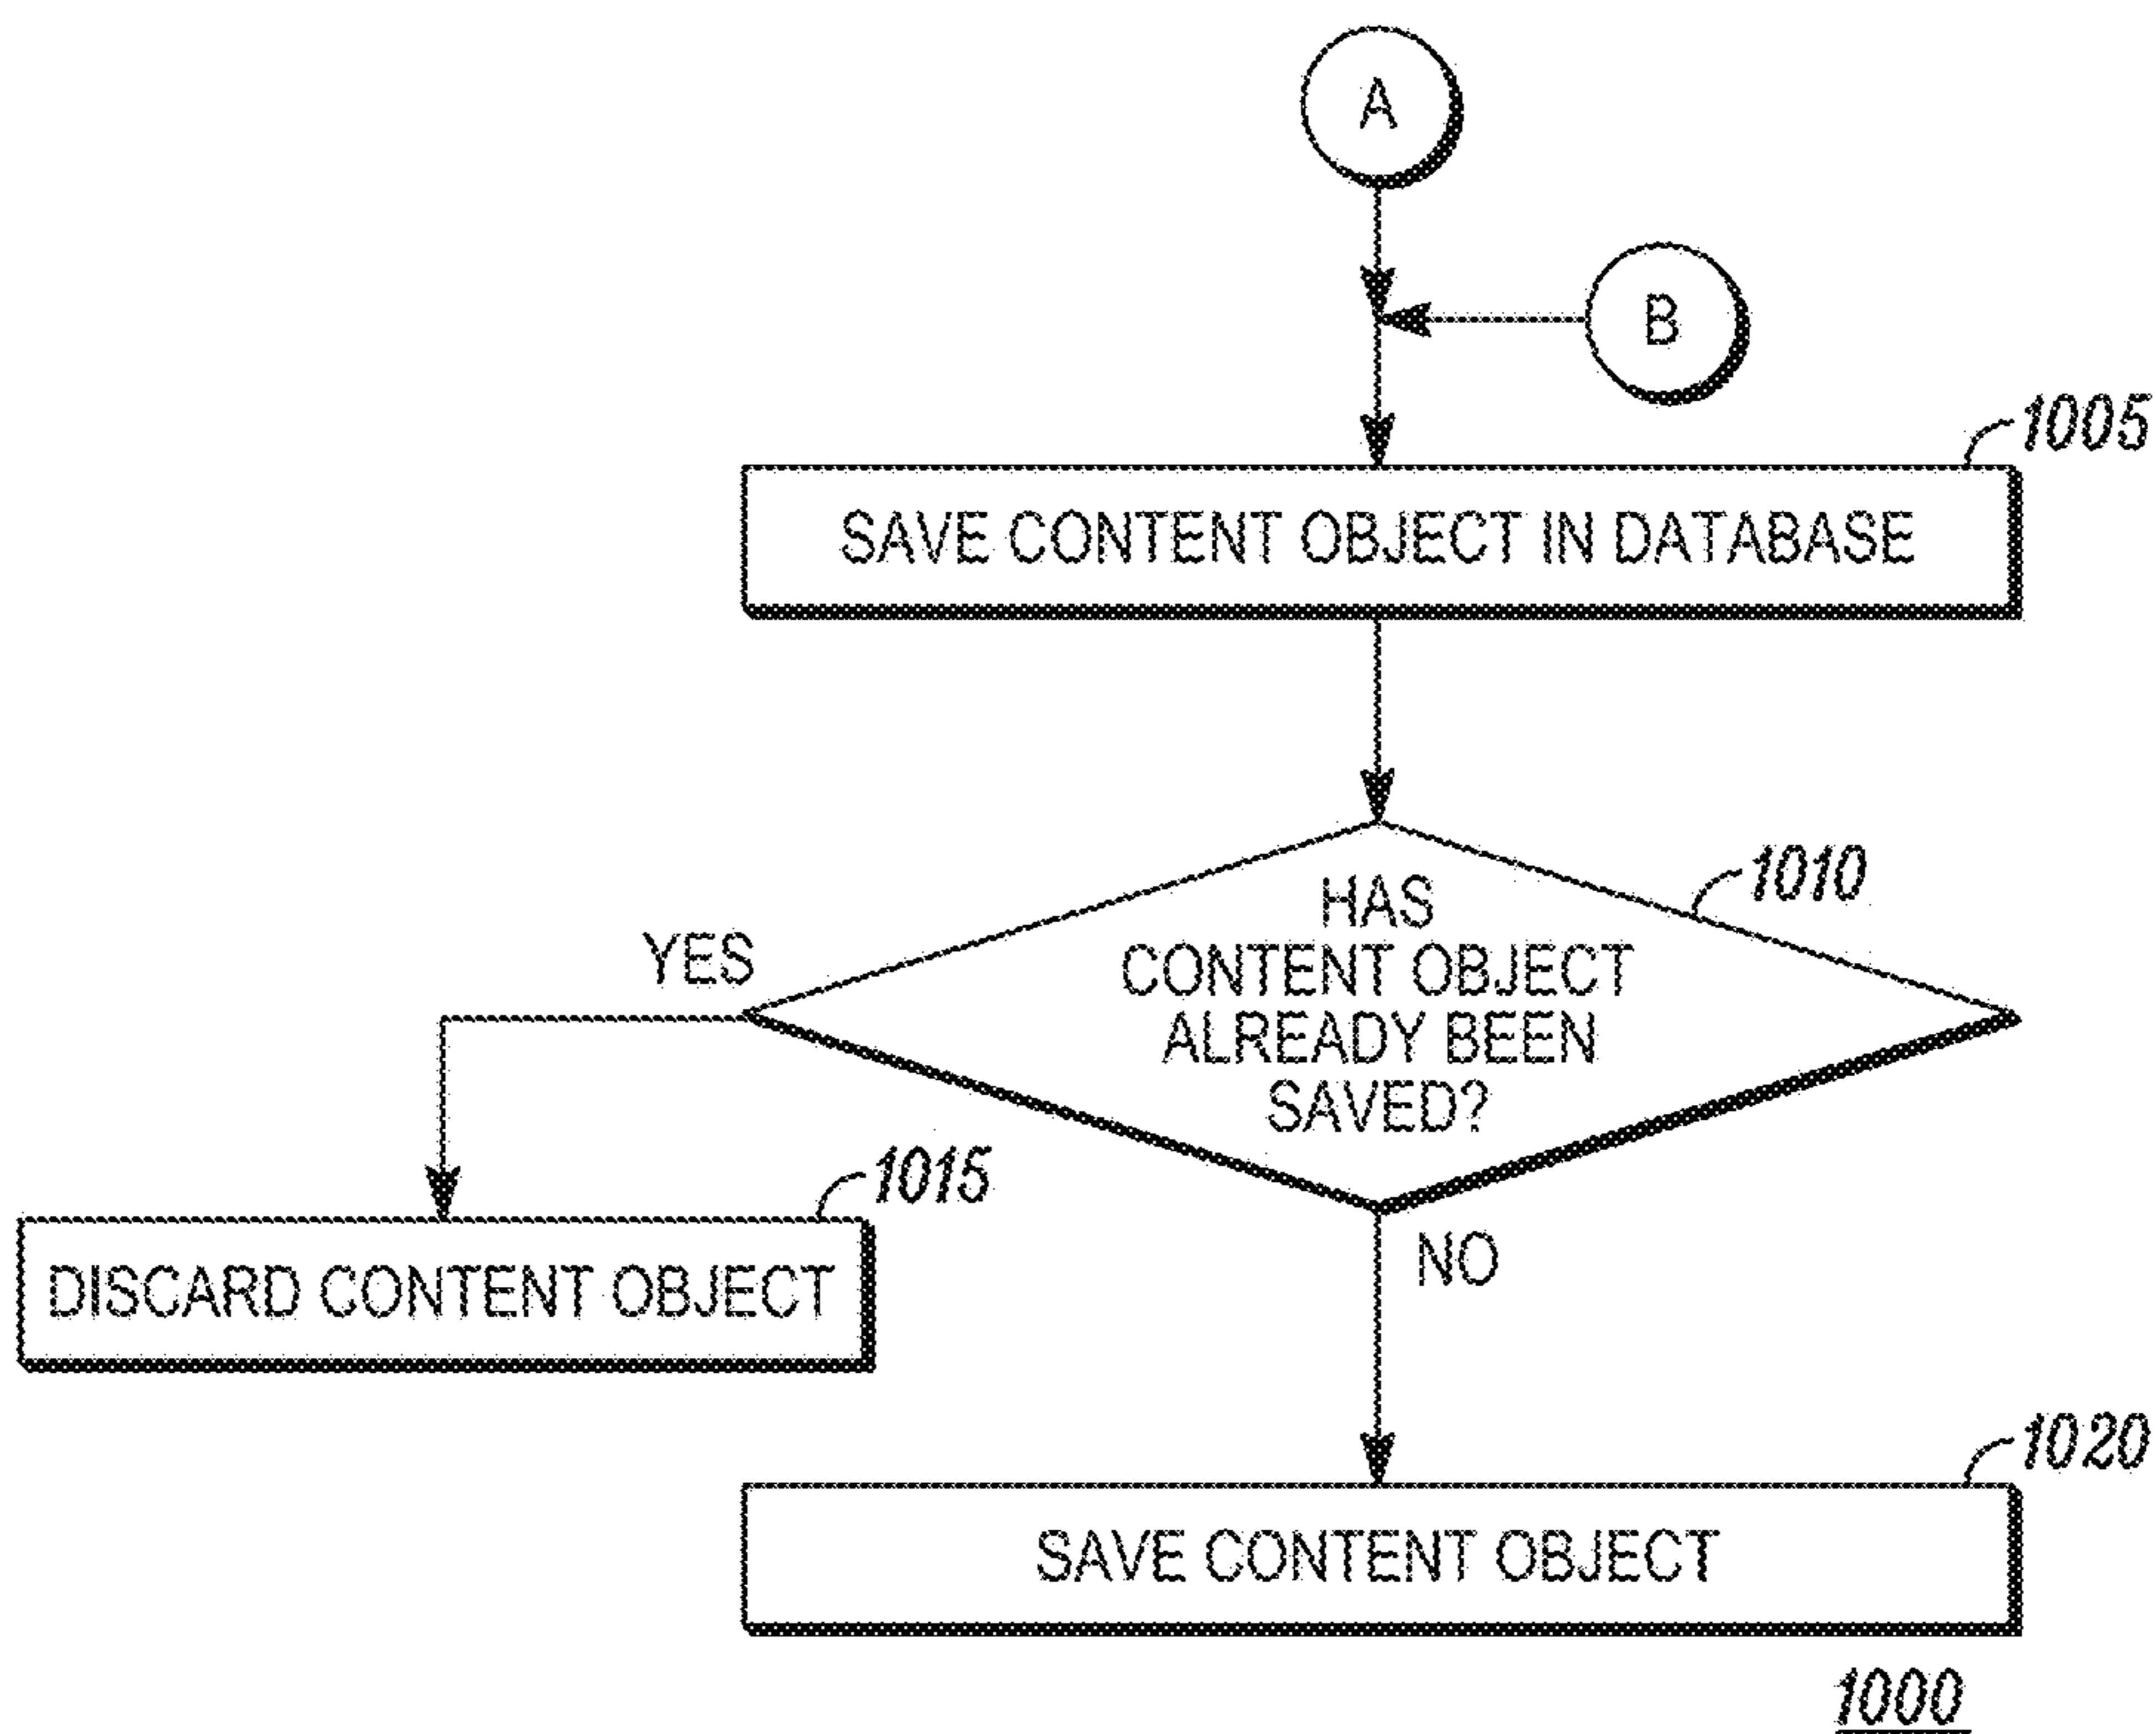 A
B
1005
SAVE CONTENT OBJECT IN DATABASE
1010
HAS
CONTENT OBJECT
ALREADY BEEN
SAVED?
YES
1015
DISCARD CONTENT OBJECT
NO
1020
SAVE CONTENT OBJECT
1000